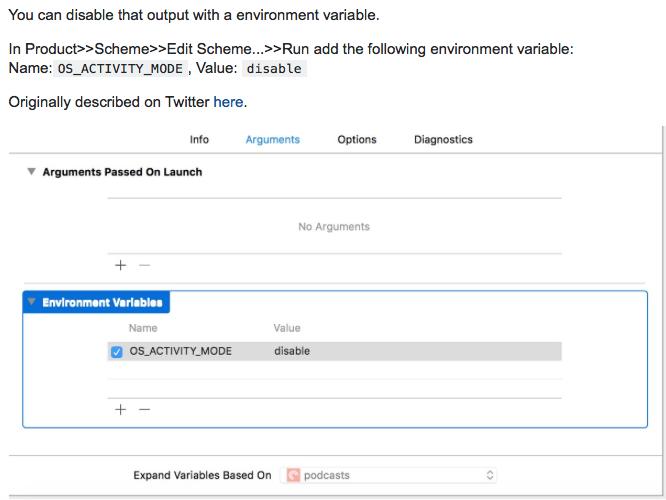 You can disable that output with a environment variable.
In Product>>Scheme>>Edit Scheme...>>Run add the following environment variable:
Name: OS_ACTIVITY_MODE , Value: disable
Originally described on Twitter here.
Info Arguments Options Diagnostics
Arguments Passed On Launch
No Arguments
Environment Variables
Name Value
OS_ACTIVITY_MODE disable
Expand Variables Based On podcasts